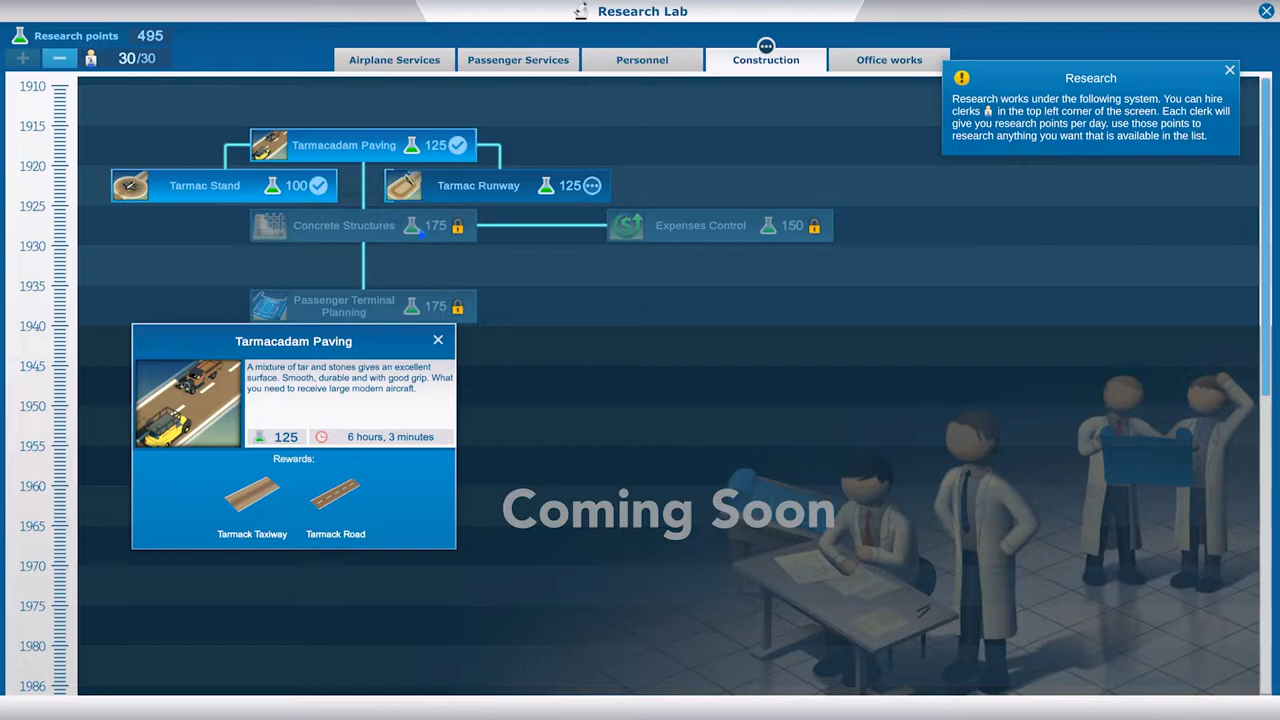 Research Lab
Research points 495
30/30
Airplane Services
Passenger Services
Personnel
Construction
Office works
Research
Research works under the following system. You can hire
clerks in the top left corner of the screen. Each clerk will
give you research points per day, use those points to
research anything you want that is available in the list.
1910
1915
1920
1925
1930
1935
1940
1945
1950
1955
1960
1965
1970
1975
1980
1986
Tarmacadam Paving 125
Tarmac Stand 100
Tarmac Runway 125
Concrete Structures 175
Expenses Control 150
Passenger Terminal
Planning 175
Tarmacadam Paving
A mixture of tar and stones gives an excellent
surface. Smooth, durable and with good grip. What
you need to receive large modern aircraft.
125
6 hours, 3 minutes
Rewards:
Tarmack Taxiway
Tarmack Road
Coming Soon